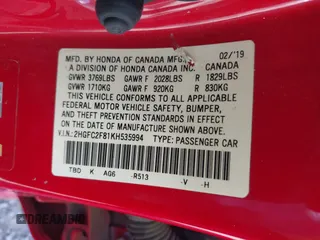 MFD. BY HONDA OF CANADA MFG. 02/'19
A DIVISION OF HONDA CANADA INC. CANADA
GVWR 3769LBS GAWR F 2028LBS R 1829LBS
GVWR 1710KG GAWR F 920KG R 830KG
THIS VEHICLE CONFORMS TO ALL APPLICABLE
FEDERAL MOTOR VEHICLE SAFETY, BUMPER,
AND THEFT PREVENTION STANDARDS IN EFFECT ON
THE DATE OF MANUFACTURE SHOWN ABOVE.
V.I.N.: 2HGFC2F81KH535994 TYPE: PASSENGER CAR
TBD K AG6 -R513 -V -H
DREAMBID